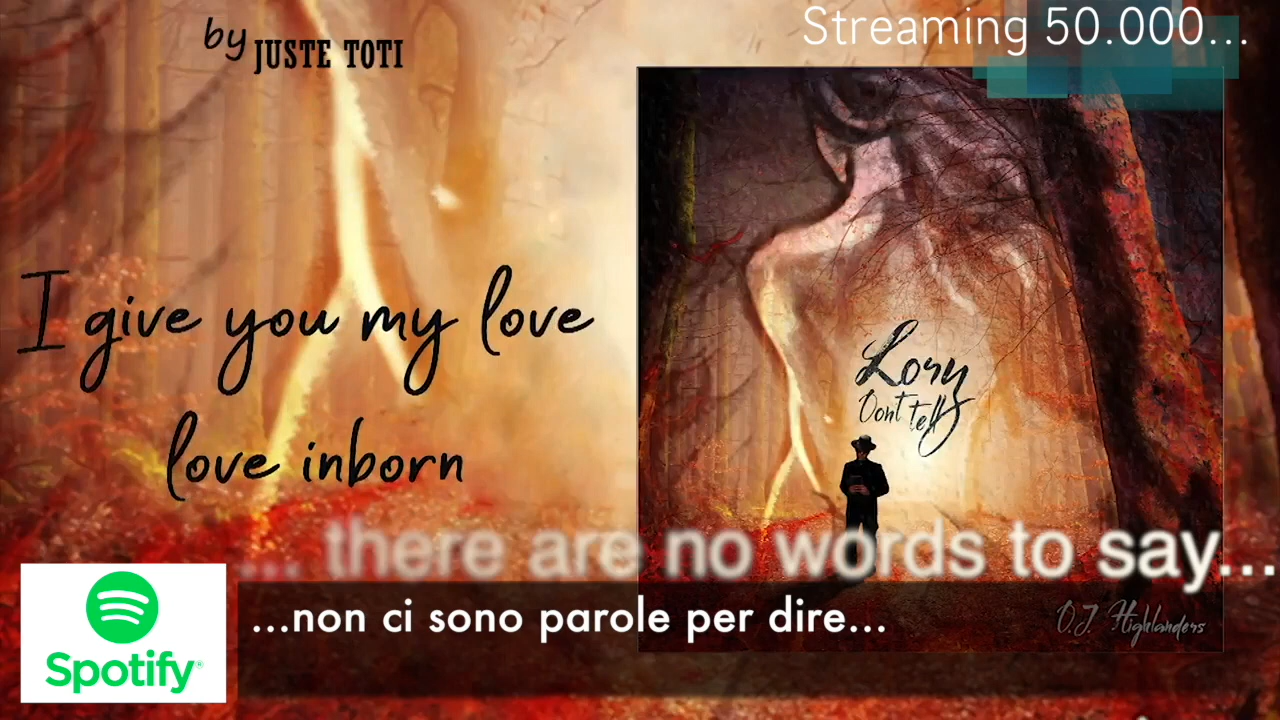 by JUSTE TOTI
Streaming 50.000...
I give you my love
love inborn
Lory
Dont tell
... there are no words to say...
...non ci sono parole per dire...
O.J. Highlanders
Spotify®